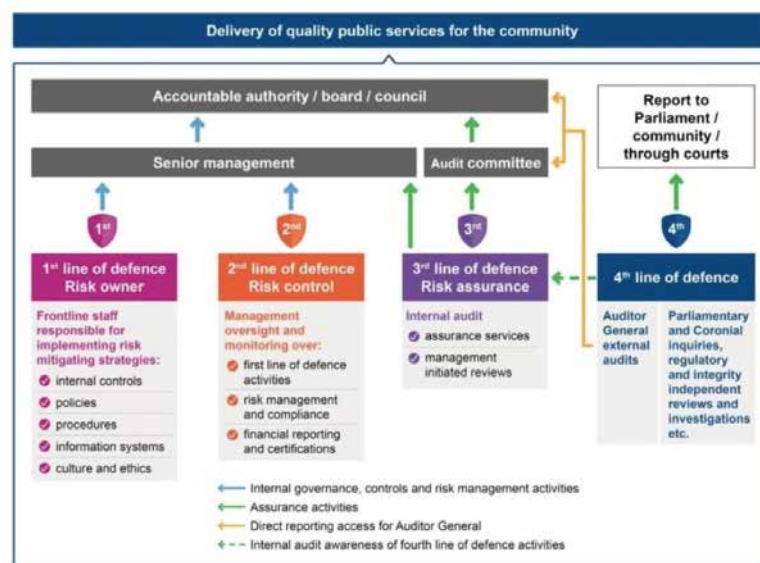 Delivery of quality public services for the community
Accountable authority / board / council
Report to
Parliament /
community /
through courts
Senior management
Audit committee
1st
2nd
3rd
4th
1st line of defence
Risk owner
2nd line of defence
Risk control
3rd line of defence
Risk assurance
4th line of defence
Frontline staff
responsible for
implementing risk
mitigating strategies:
internal controls
policies
procedures
information systems
culture and ethics
Management
oversight and
monitoring over:
first line of defence
activities
risk management
and compliance
financial reporting
and certifications
Internal audit
assurance services
management
initiated reviews
Auditor
General
external
audits
Parliamentary
and Coronial
inquiries,
regulatory
and integrity
independent
reviews and
investigations
etc.
Internal governance, controls and risk management activities
Assurance activities
Direct reporting access for Auditor General
Internal audit awareness of fourth line of defence activities